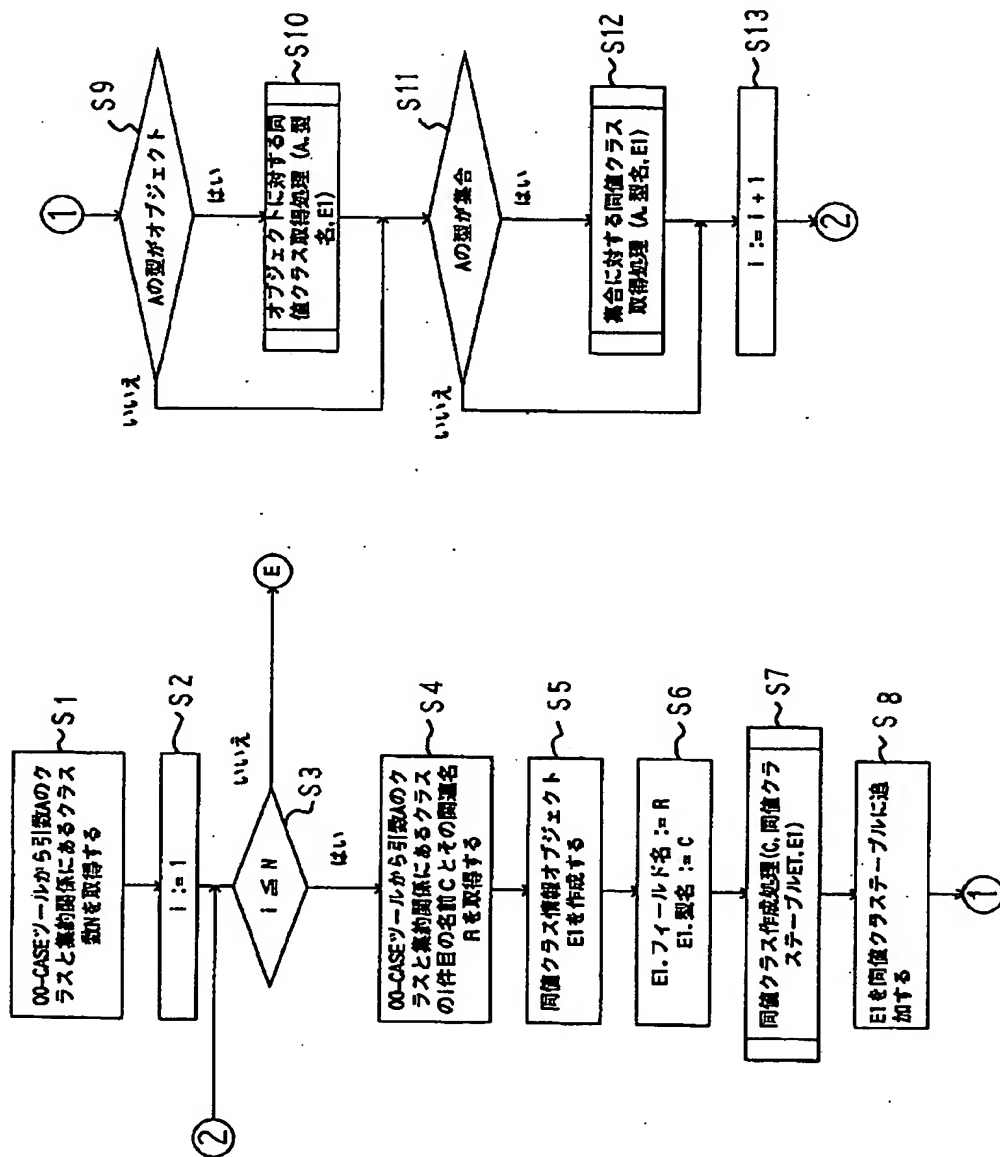 OO-CASEツールから引数Aのク
ラスと集約関係にあるクラス
数Nを取得する
S1
I := 1
S2
②
I ≦ N
S3
いいえ
Ⓔ
はい
OO-CASEツールから引数Aのク
ラスと集約関係にあるクラス
のI件目の名前Cとその関連名
Rを取得する
S4
同値クラス情報オブジェクト
EIを作成する
S5
EI.フィールド名 := R
EI.型名 := C
S6
同値クラス作成処理(C,同値クラ
ステーブルET,EI)
S7
EIを同値クラステーブルに追
加する
S8
①
①
Aの型がオブジェクト
S9
いいえ
はい
オブジェクトに対する同
値クラス取得処理 (A.型
名,EI)
S10
Aの型が集合
S11
いいえ
はい
集合に対する同値クラス
取得処理 (A.型名,EI)
S12
I := I + 1
S13
②